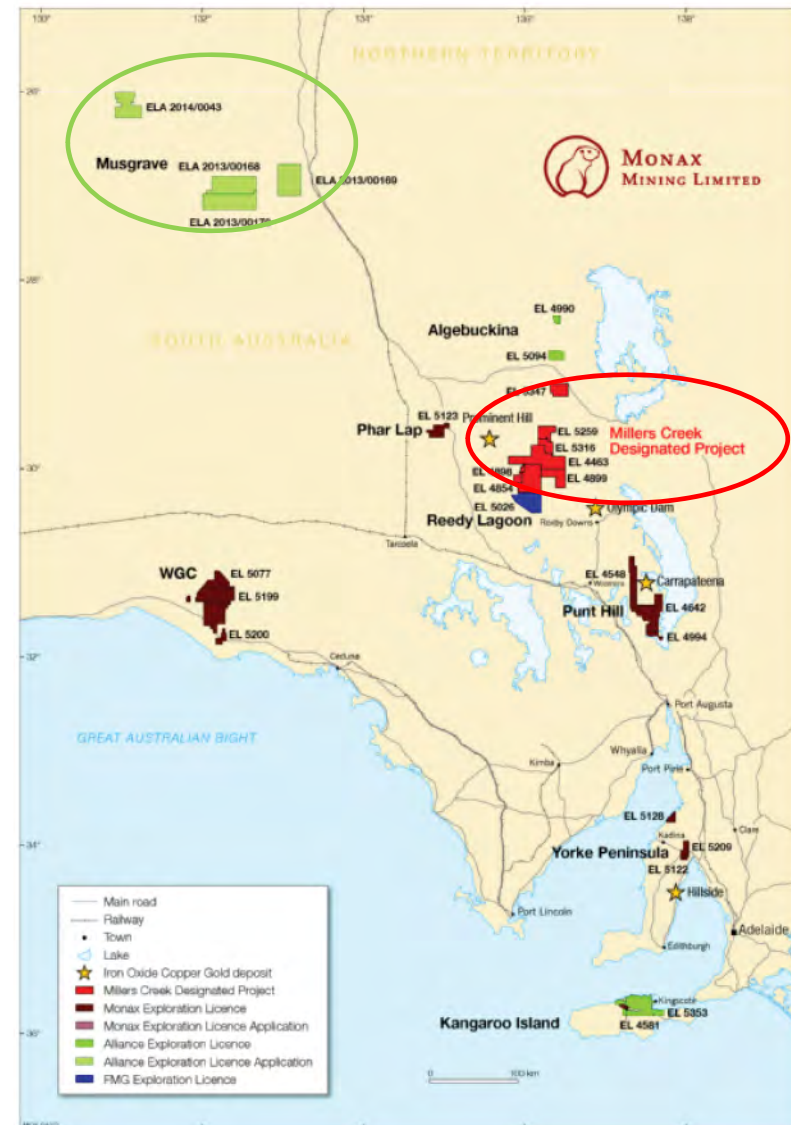 130°
132°
138°
NORTHERN TERRITORY
26°
ELA 2014/0043
Musgrave
ELA 2013/00168
ELA 2013/00169
MONAX
MINING LIMITED
28°
SOUTH AUSTRALIA
EL 4990
Algebuckina
EL 5094
EL 5347
EL 5123
Prominent Hill
Phar Lap
EL 5259
EL 5316
Millers Creek
Designated Project
30°
EL 4463
EL 4898
EL 4899
EL 4854
EL 5026
Olympic Dam
Reedy Lagoon
Roxby Downs
Tarcoola
WGC
EL 5077
EL 5199
EL 5200
EL 4548
Woomera
Carrapateena
Punt Hill
EL 4642
EL 4994
32°
Ceduna
Port Augusta
GREAT AUSTRALIAN BIGHT
Whyalla
Kimba
Port Pirie
EL 5128
34°
Kadina
Clare
Yorke Peninsula
EL 5209
EL 5122
Hillside
Port Lincoln
Adelaide
Edithburgh
Kingscote
Kangaroo Island
EL 5353
EL 4581
36°
0
100 km
Main road
Railway
Town
Lake
Iron Oxide Copper Gold deposit
Millers Creek Designated Project
Monax Exploration Licence
Monax Exploration Licence Application
Alliance Exploration Licence
Alliance Exploration Licence Application
FMG Exploration Licence